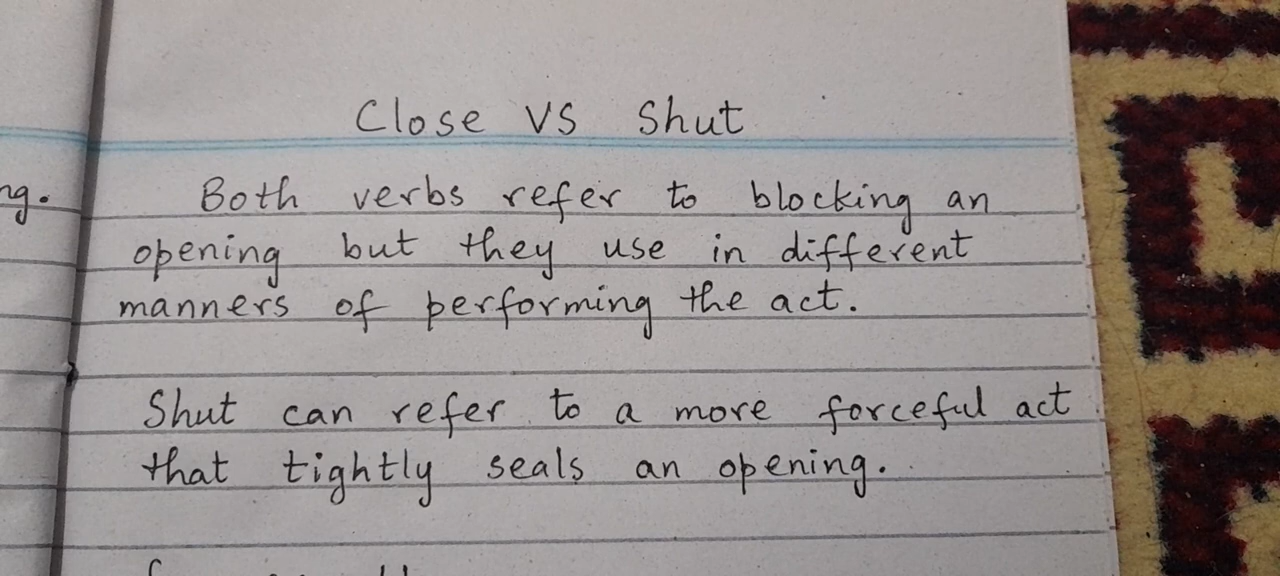 Close VS Shut
ng.
Both verbs refer to blocking an
opening but they use in different
manners of performing the act.
Shut can refer to a more forceful act
that tightly seals an opening.